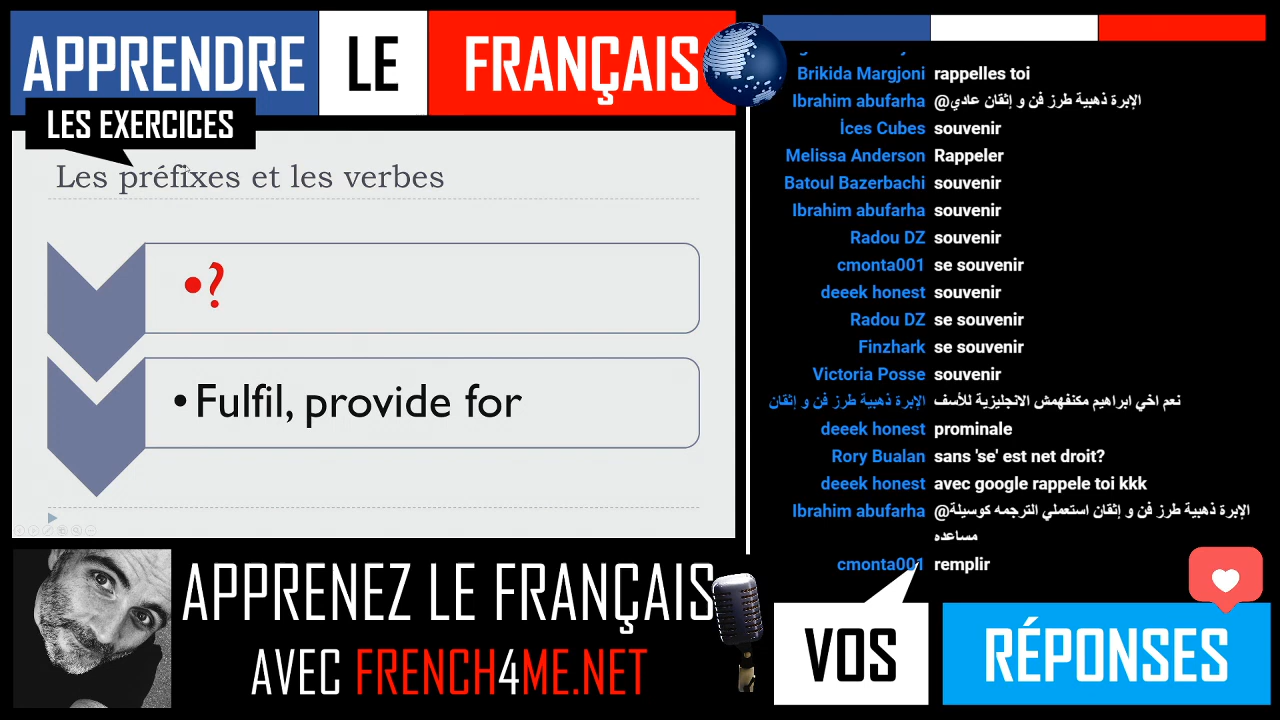 APPRENDRE LE FRANÇAIS
LES EXERCICES
Les préfixes et les verbes
•?
• Fulfil, provide for
APPRENEZ LE FRANÇAIS
AVEC FRENCH4ME.NET
Brikida Margjoni rappelles toi
Ibrahim abufarha @الإبرة ذهبية طرز فن و إتقان عادي
İces Cubes souvenir
Melissa Anderson Rappeler
Batoul Bazerbachi souvenir
Ibrahim abufarha souvenir
Radou DZ souvenir
cmonta001 se souvenir
deeek honest souvenir
Radou DZ se souvenir
Finzhark se souvenir
Victoria Posse souvenir
الإبرة ذهبية طرز فن و إتقان نعم اخي ابراهيم مكنفهمش الانجليزية للأسف
deeek honest prominale
Rory Bualan sans 'se' est net droit?
deeek honest avec google rappele toi kkk
Ibrahim abufarha @الإبرة ذهبية طرز فن و إتقان استعملي الترجمه كوسيلة
مساعده
cmonta001 remplir
VOS RÉPONSES